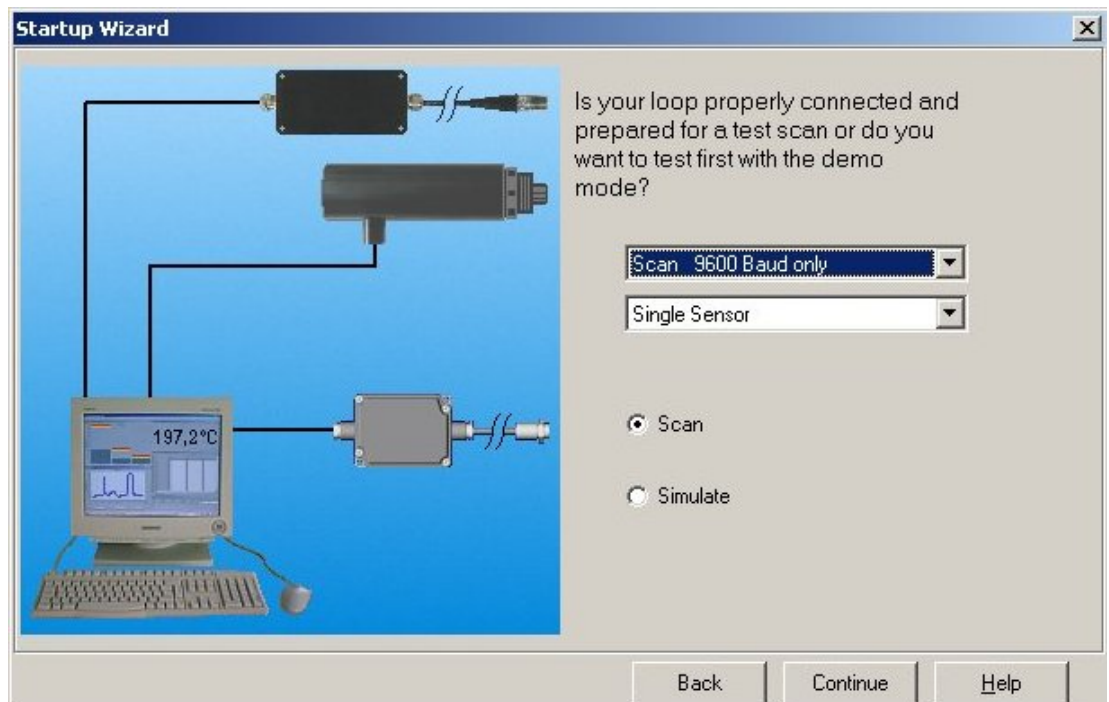 Startup Wizard
Is your loop properly connected and
prepared for a test scan or do you
want to test first with the demo
mode?
Scan 9600 Baud only
Single Sensor
197,2°C
Scan
Simulate
Back
Continue
Help